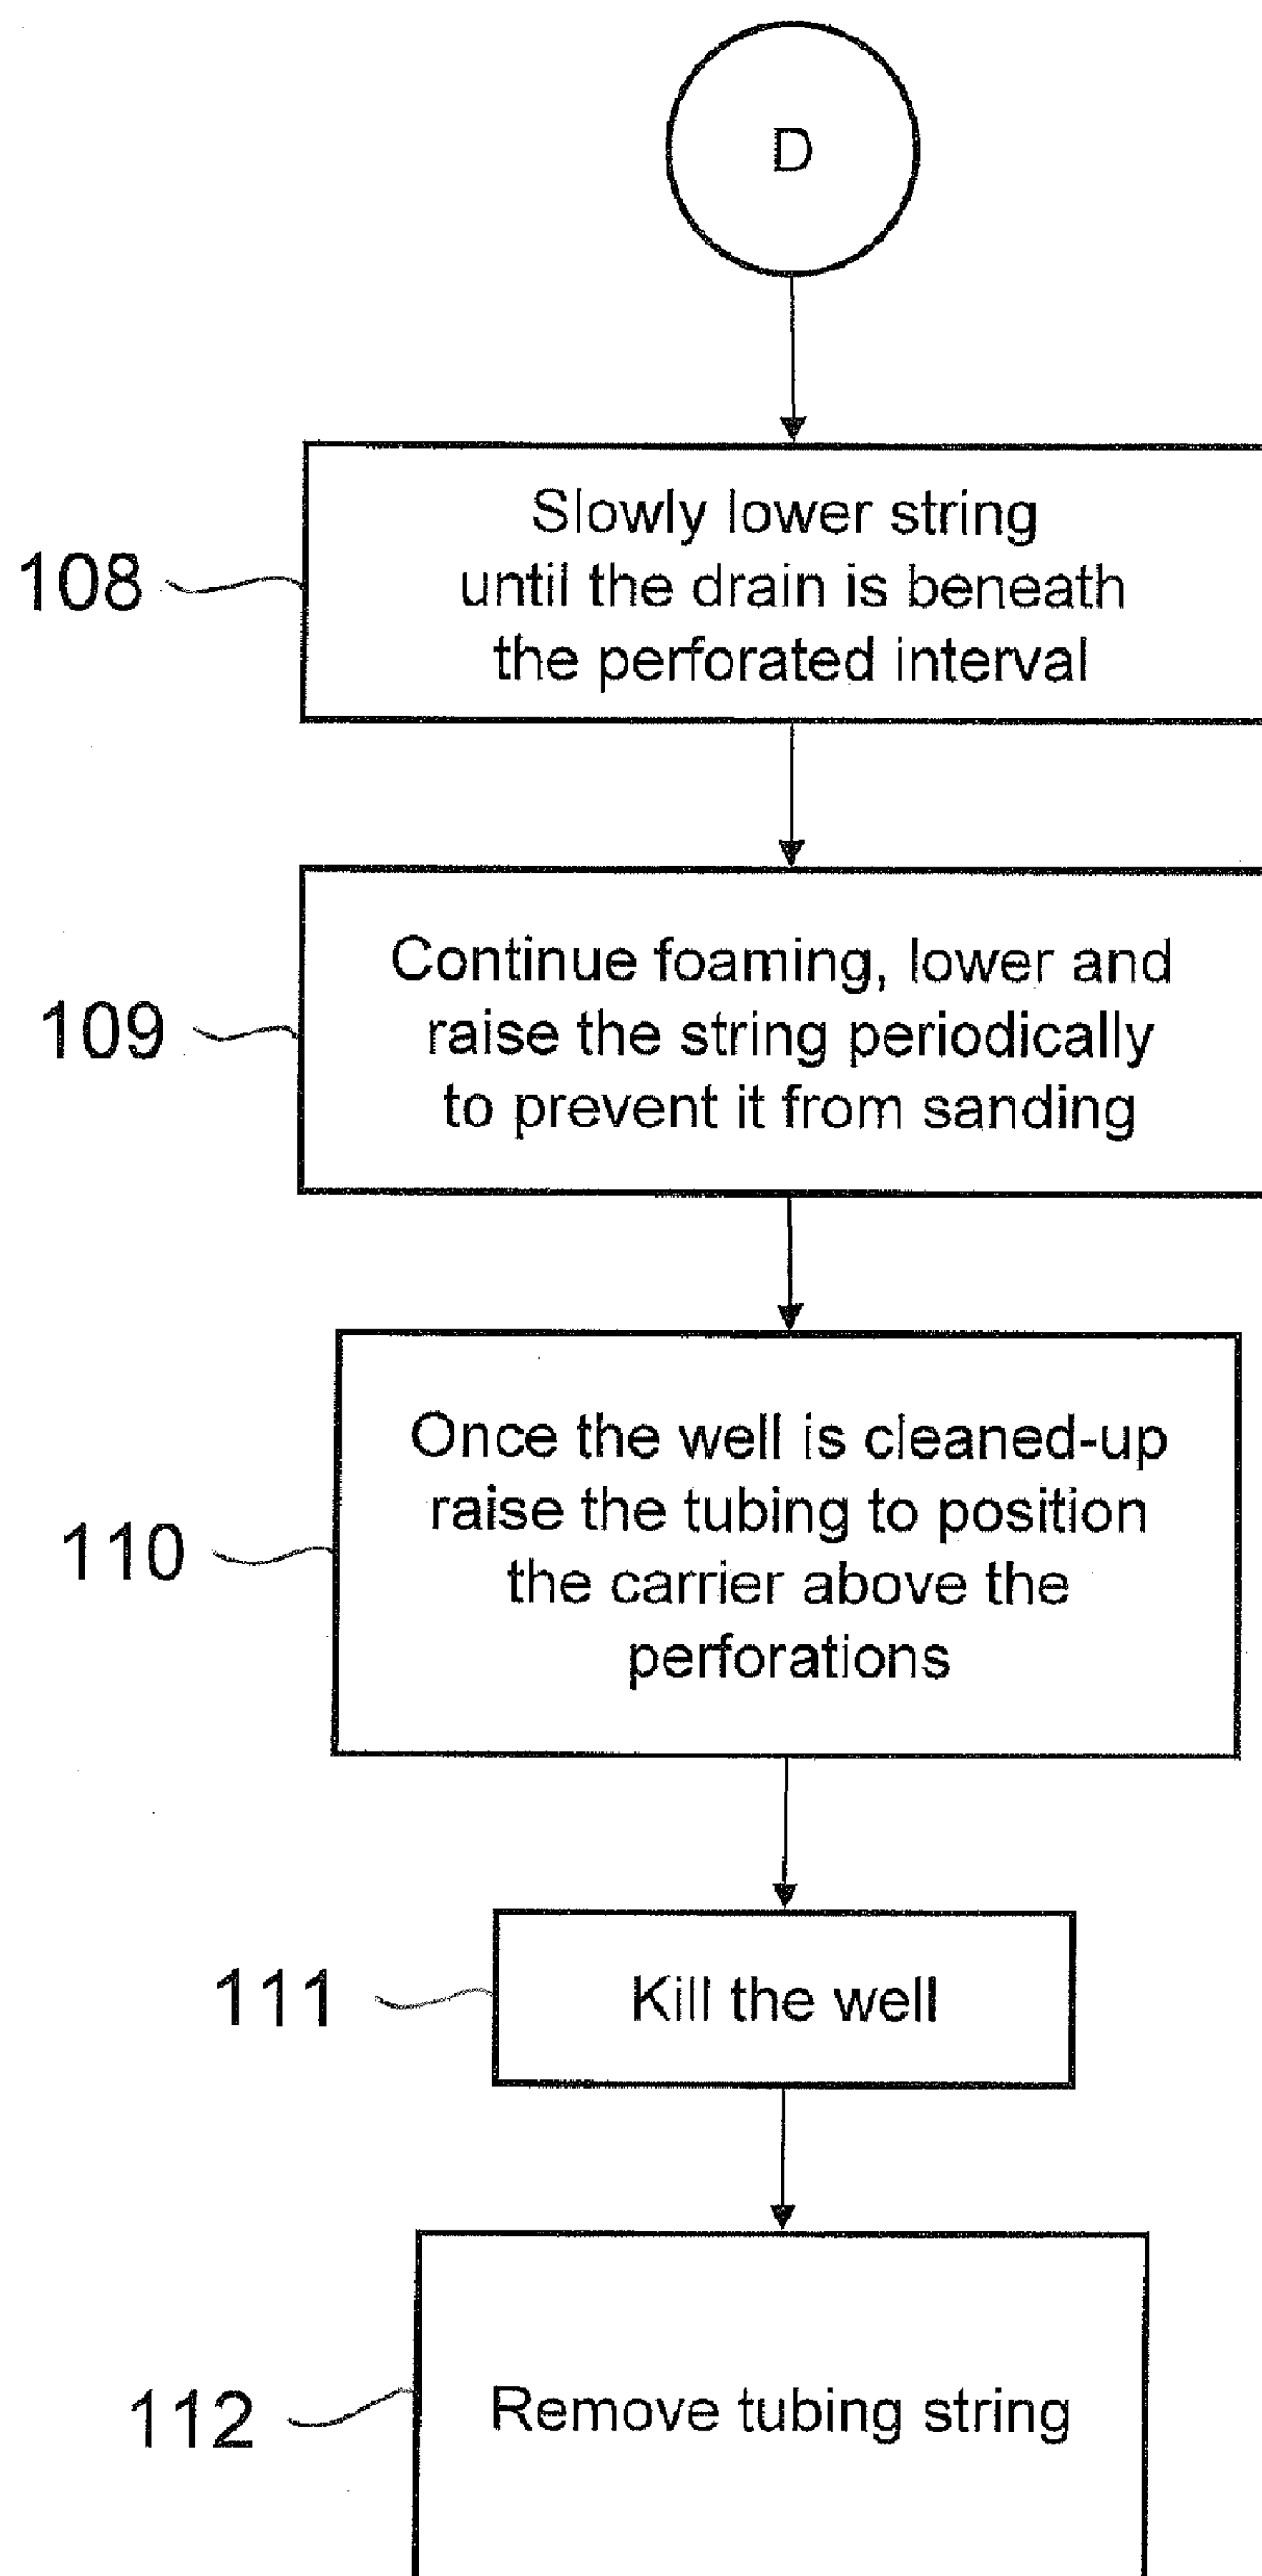 D
108
Slowly lower string
until the drain is beneath
the perforated interval
109
Continue foaming, lower and
raise the string periodically
to prevent it from sanding
110
Once the well is cleaned-up
raise the tubing to position
the carrier above the
perforations
111
Kill the well
112
Remove tubing string